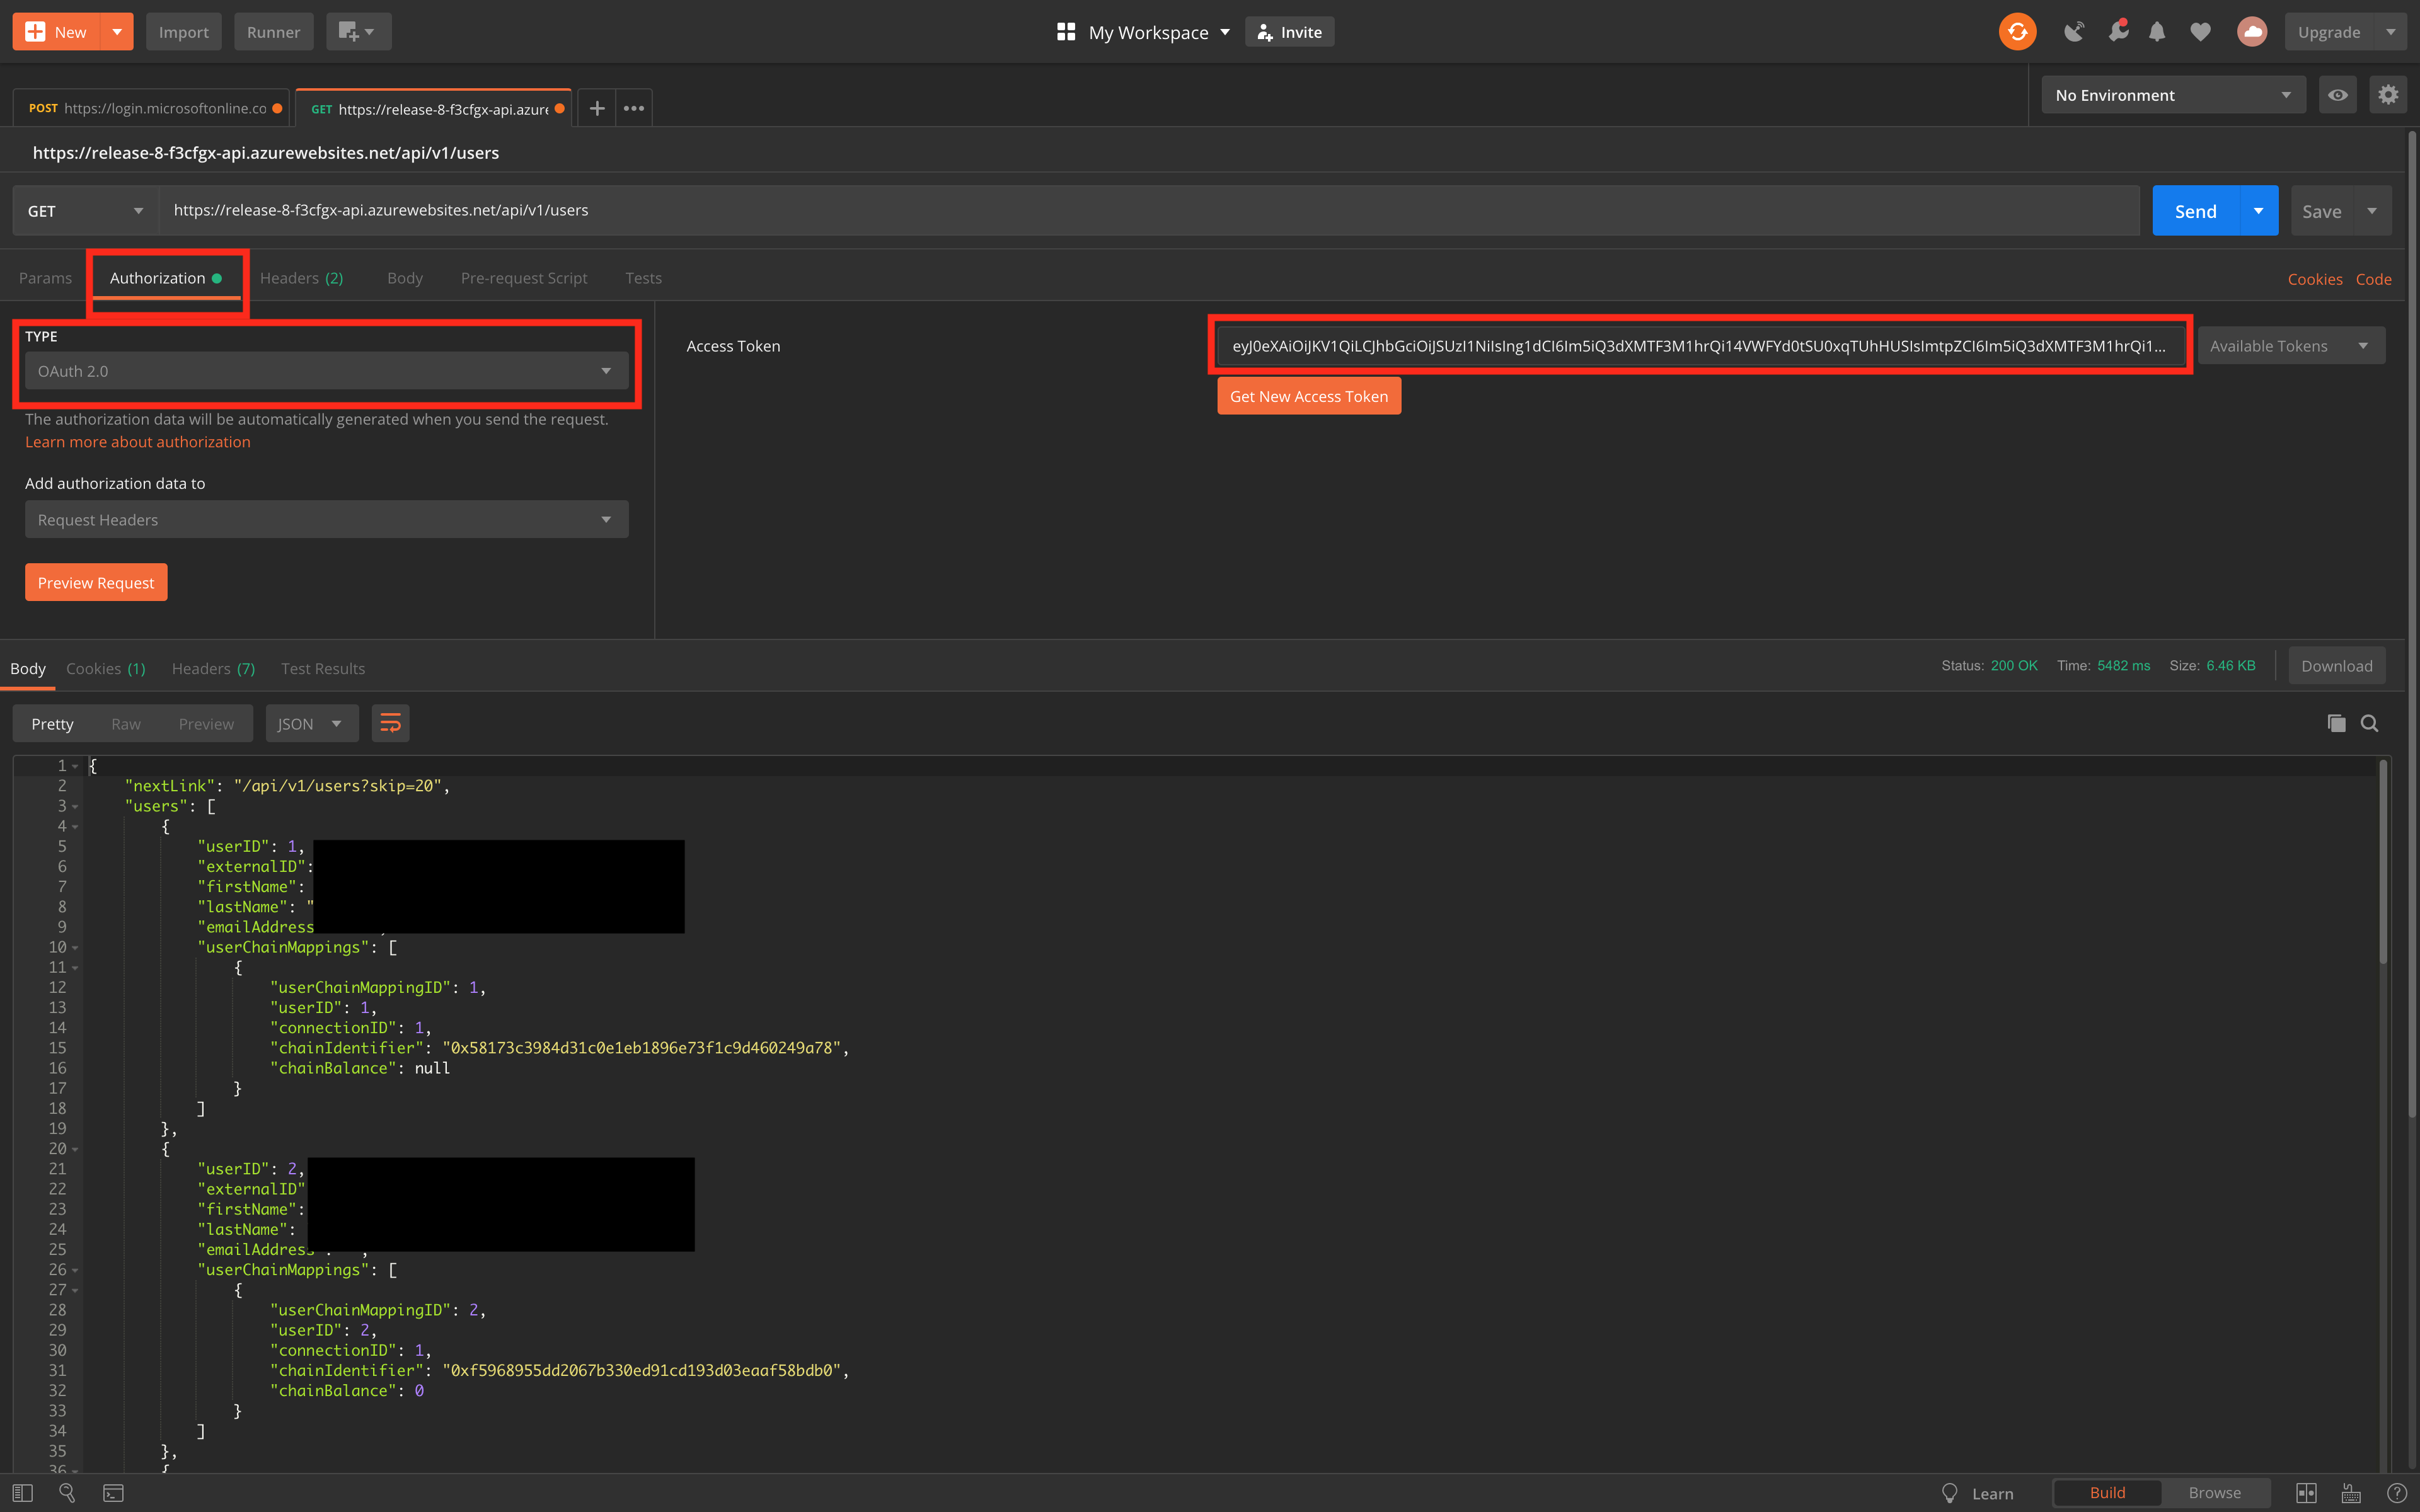 New
Import
Runner
My Workspace
Invite
Upgrade
POST https://login.microsoftonline.co
GET https://release-8-f3cfgx-api.azure
No Environment
https://release-8-f3cfgx-api.azurewebsites.net/api/v1/users
GET https://release-8-f3cfgx-api.azurewebsites.net/api/v1/users
Send
Save
Params Authorization Headers (2) Body Pre-request Script Tests
Cookies Code
TYPE
OAuth 2.0
The authorization data will be automatically generated when you send the request.
Learn more about authorization
Add authorization data to
Request Headers
Preview Request
Access Token
eyJ0eXAiOiJKV1QiLCJhbGciOiJSUzI1NiIsIng1dCI6Im5iQ3dXMTF3M1hrQi14VWFYd0tSU0xqTUhHUSIsImtpZCI6Im5iQ3dXMTF3M1hrQi1...
Available Tokens
Get New Access Token
Body Cookies (1) Headers (7) Test Results
Status: 200 OK Time: 5482 ms Size: 6.46 KB
Download
Pretty Raw Preview JSON
1 {
2 "nextLink": "/api/v1/users?skip=20",
3 "users": [
4 {
5 "userID": 1,
6 "externalID":
7 "firstName":
8 "lastName": "
9 "emailAddress
10 "userChainMappings": [
11 {
12 "userChainMappingID": 1,
13 "userID": 1,
14 "connectionID": 1,
15 "chainIdentifier": "0x58173c3984d31c0e1eb1896e73f1c9d460249a78",
16 "chainBalance": null
17 }
18 ]
19 },
20 {
21 "userID": 2,
22 "externalID"
23 "firstName":
24 "lastName":
25 "emailAddress
26 "userChainMappings": [
27 {
28 "userChainMappingID": 2,
29 "userID": 2,
30 "connectionID": 1,
31 "chainIdentifier": "0xf5968955dd2067b330ed91cd193d03eaaf58bdb0",
32 "chainBalance": 0
33 }
34 ]
35 },
36 {
Learn
Build
Browse